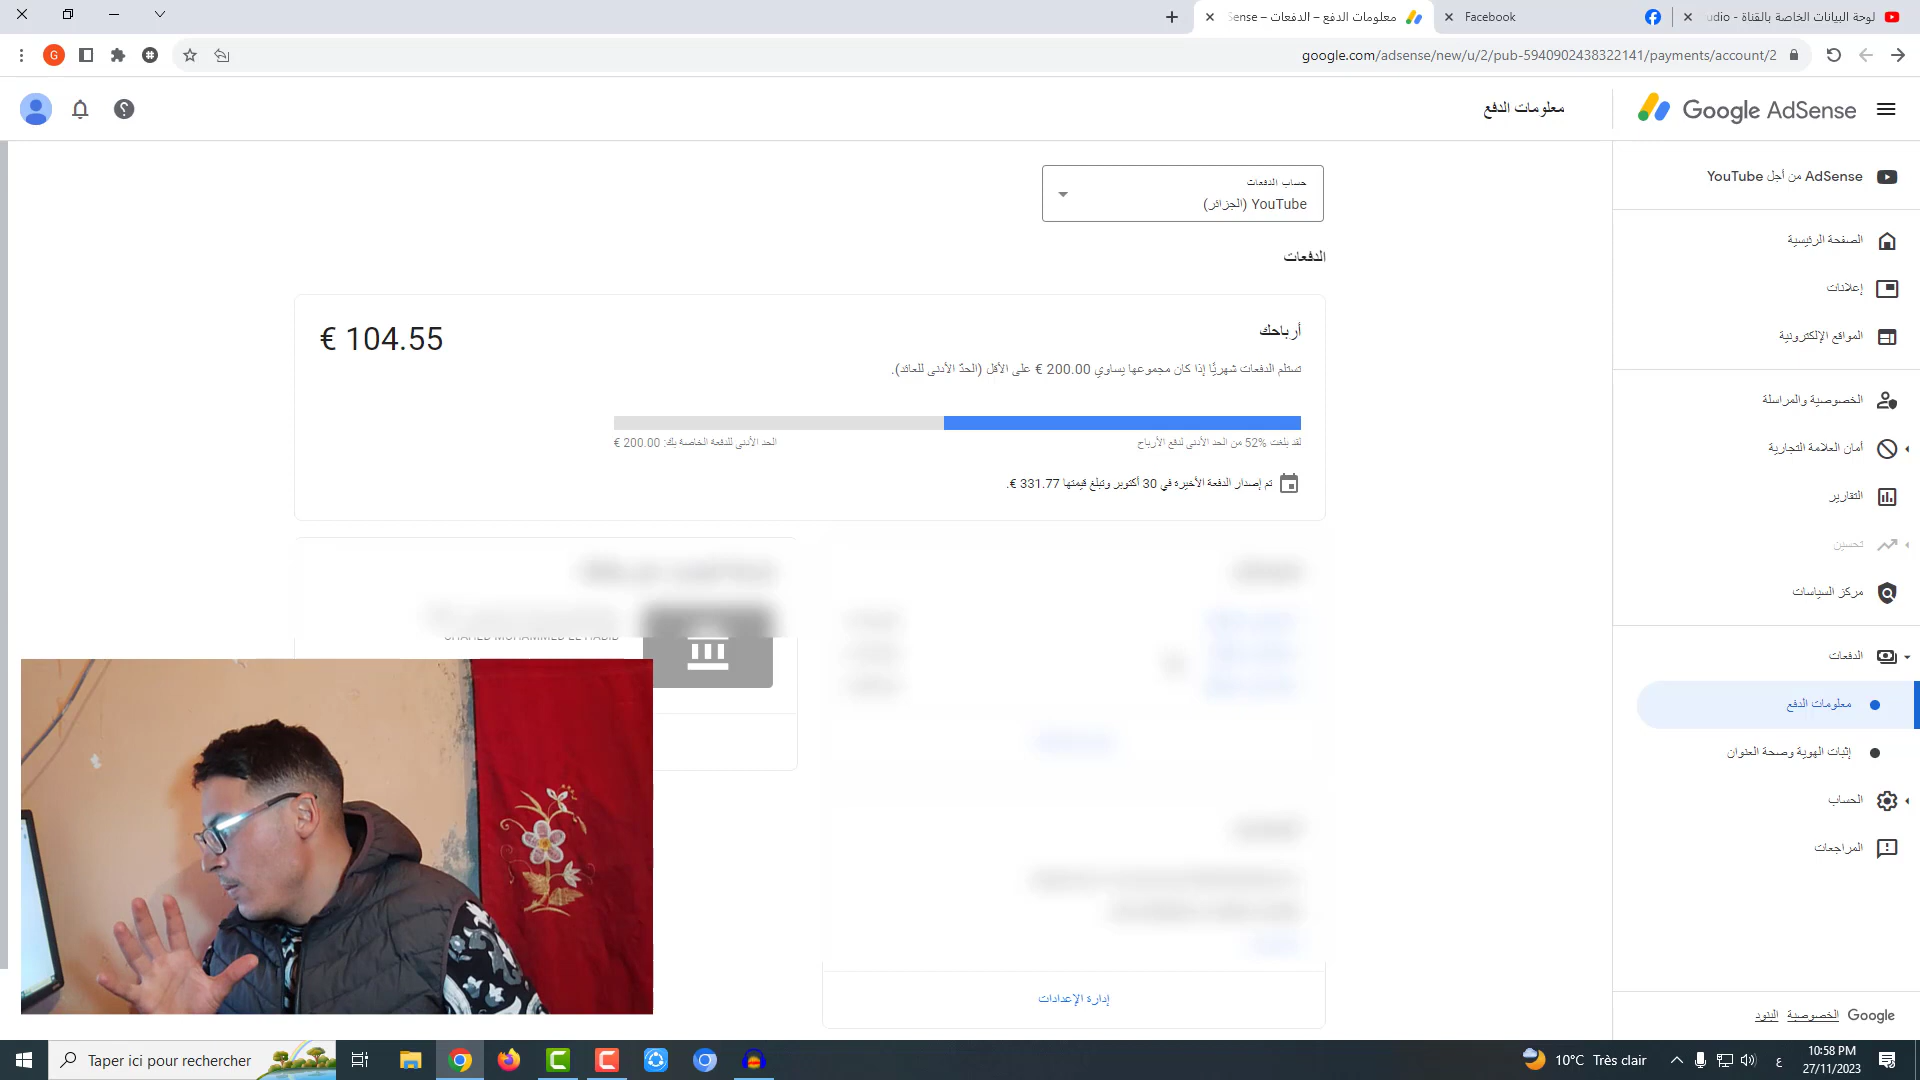 لوحة البيانات الخاصة بالقناة - udio
Facebook
معلومات الدفع – الدفعات – Sense
google.com/adsense/new/u/2/pub-5940902438322141/payments/account/2
G
Google AdSense
معلومات الدفع
AdSense من أجل YouTube
الصفحة الرئيسية
إعلانات
المواقع الإلكترونية
الخصوصية والمراسلة
أمان العلامة التجارية
التقارير
تحسين
مركز السياسات
الدفعات
معلومات الدفع
إثبات الهوية وصحة العنوان
الحساب
المراجعات
Google الخصوصية البنود
حساب الدفعات
YouTube (الجزائر)
الدفعات
أرباحك
€ 104.55
تستلم الدفعات شهريًا إذا كان مجموعها يساوي 200.00 € على الأقل (الحدّ الأدنى للعائد).
لقد بلغت 52% من الحد الأدنى لدفع الأرباح
الحد الأدنى للدفعة الخاصة بك: 200.00 €
تم إصدار الدفعة الأخيرة في 30 أكتوبر وتبلغ قيمتها 331.77 €.
إدارة الإعدادات
Taper ici pour rechercher
10°C Très clair
ع
10:58 PM
27/11/2023